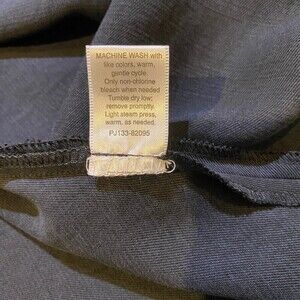 MACHINE WASH with
like colors, warm,
gentle cycle.
Only non-chlorine
bleach when needed
Tumble dry low;
remove promptly.
Light steam press,
warm, as needed.
PJ133-82095